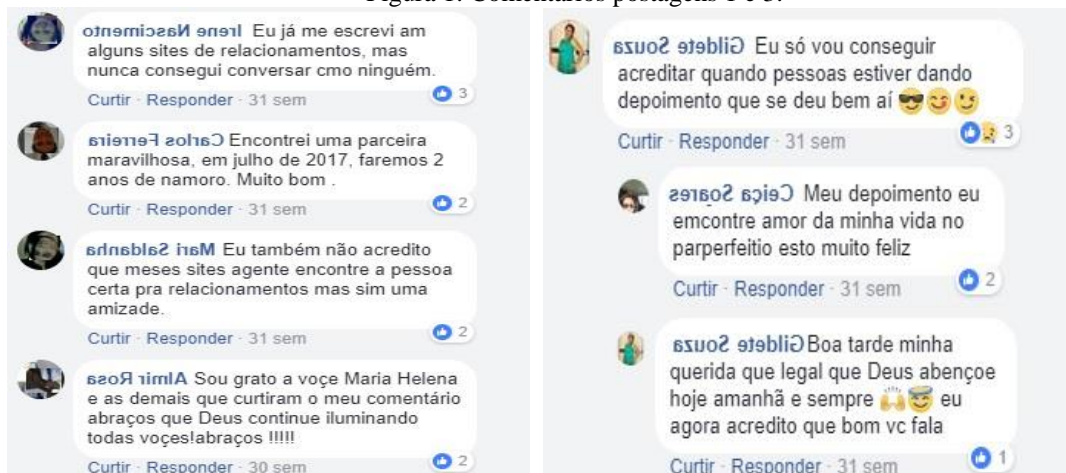 Figura 1: Comentários postagens 1 e 3.
Irene Nascimento Eu já me escrevi am
alguns sites de relacionamentos, mas
nunca consegui conversar cmo ninguém.
Curtir · Responder · 31 sem 3
Carlos Ferreira Encontrei uma parceira
maravilhosa, em julho de 2017, faremos 2
anos de namoro. Muito bom .
Curtir · Responder · 31 sem 2
Mari Saldanha Eu também não acredito
que meses sites agente encontre a pessoa
certa pra relacionamentos mas sim uma
amizade.
Curtir · Responder · 31 sem 2
Almir Rosa Sou grato a voçe Maria Helena
e as demais que curtiram o meu comentário
abraços que Deus continue iluminando
todas voçes!abraços !!!!!
Curtir · Responder · 30 sem 2
Gildete Souza Eu só vou conseguir
acreditar quando pessoas estiver dando
depoimento que se deu bem aí 😎😋😉
Curtir · Responder · 31 sem 3
Ceiça Soares Meu depoimento eu
emcontre amor da minha vida no
parperfeitio esto muito feliz
Curtir · Responder · 31 sem 2
Gildete Souza Boa tarde minha
querida que legal que Deus abençoe
hoje amanhã e sempre 🙌😇 eu
agora acredito que bom vc fala
Curtir · Responder · 31 sem 1